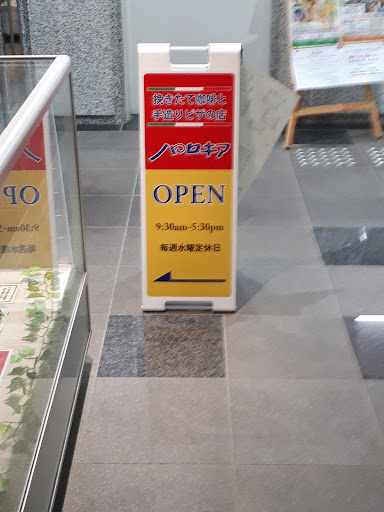 挽きたて珈琲と
手造りピザの店
パロキア
OPEN
9:30am-5:30pm
毎週水曜定休日